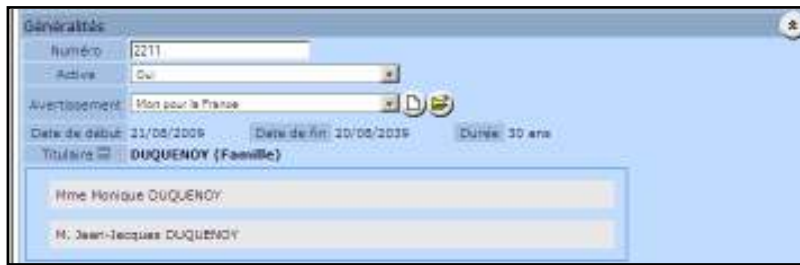 Généralités
Numéro 2211
Active Oui
Avertissement Mort pour la France
Date de début 21/08/2009 Date de fin 20/08/2039 Durée 30 ans
Titulaire DUQUENOY (Famille)
Mme Monique DUQUENOY
M. Jean-Jacques DUQUENOY